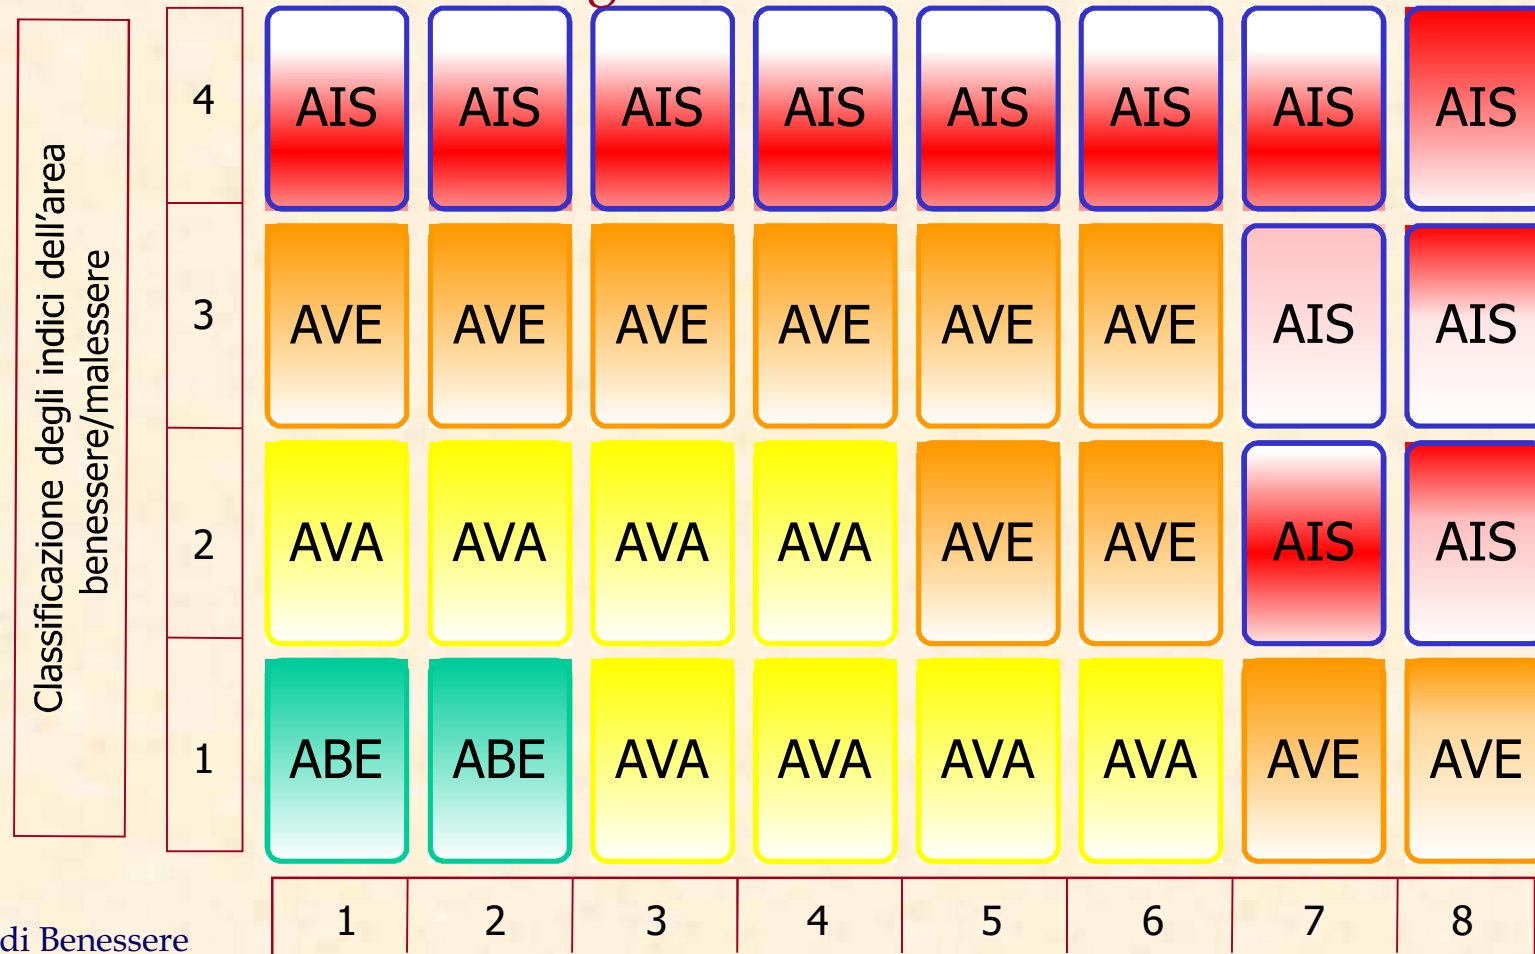 Classificazione degli indici dell'area
benessere/malessere
4 AIS AIS AIS AIS AIS AIS AIS AIS
3 AVE AVE AVE AVE AVE AVE AIS AIS
2 AVA AVA AVA AVA AVE AVE AIS AIS
1 ABE ABE AVA AVA AVA AVA AVE AVE
1 2 3 4 5 6 7 8
di Benessere